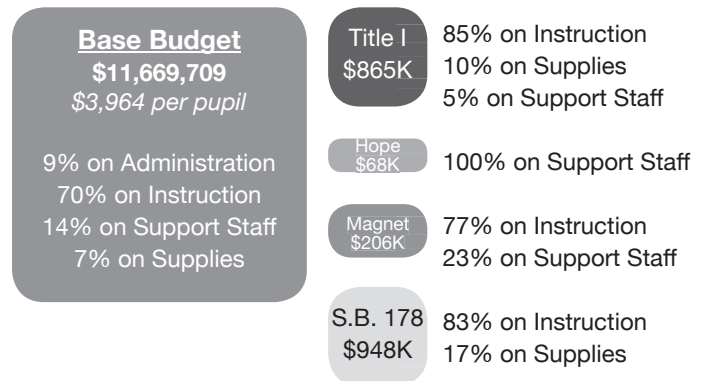 Base Budget
$11,669,709
$3,964 per pupil
9% on Administration
70% on Instruction
14% on Support Staff
7% on Supplies
Title I
$865K
85% on Instruction
10% on Supplies
5% on Support Staff
Hope
$68K
100% on Support Staff
Magnet
$206K
77% on Instruction
23% on Support Staff
S.B. 178
$948K
83% on Instruction
17% on Supplies